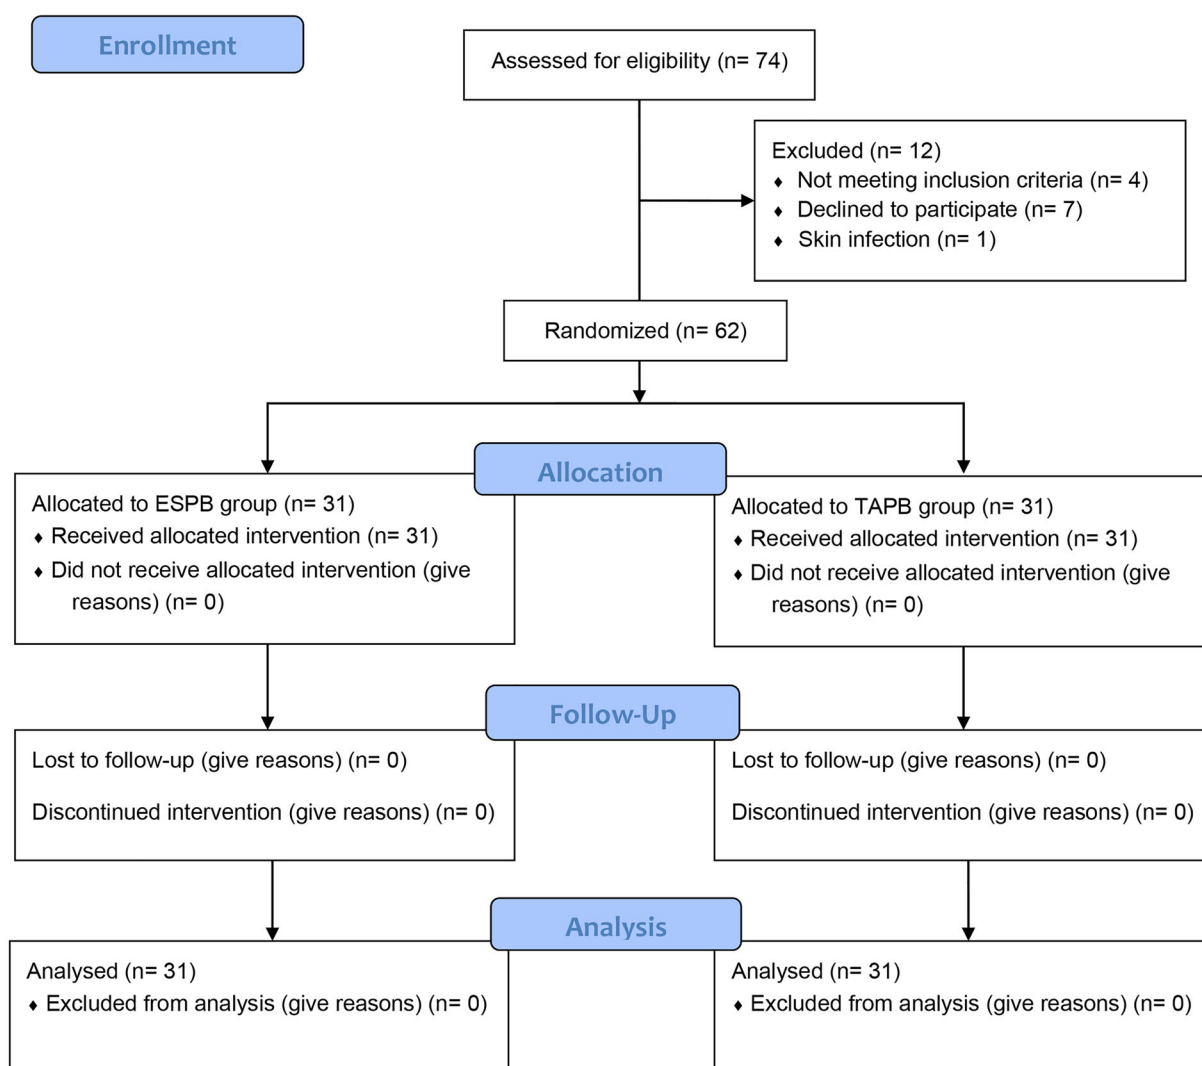 Enrollment
Assessed for eligibility (n= 74)
Excluded (n= 12)
♦ Not meeting inclusion criteria (n= 4)
♦ Declined to participate (n= 7)
♦ Skin infection (n= 1)
Randomized (n= 62)
Allocation
Allocated to ESPB group (n= 31)
♦ Received allocated intervention (n= 31)
♦ Did not receive allocated intervention (give
reasons) (n= 0)
Allocated to TAPB group (n= 31)
♦ Received allocated intervention (n= 31)
♦ Did not receive allocated intervention (give
reasons) (n= 0)
Follow-Up
Lost to follow-up (give reasons) (n= 0)
Discontinued intervention (give reasons) (n= 0)
Lost to follow-up (give reasons) (n= 0)
Discontinued intervention (give reasons) (n= 0)
Analysis
Analysed (n= 31)
♦ Excluded from analysis (give reasons) (n= 0)
Analysed (n= 31)
♦ Excluded from analysis (give reasons) (n= 0)